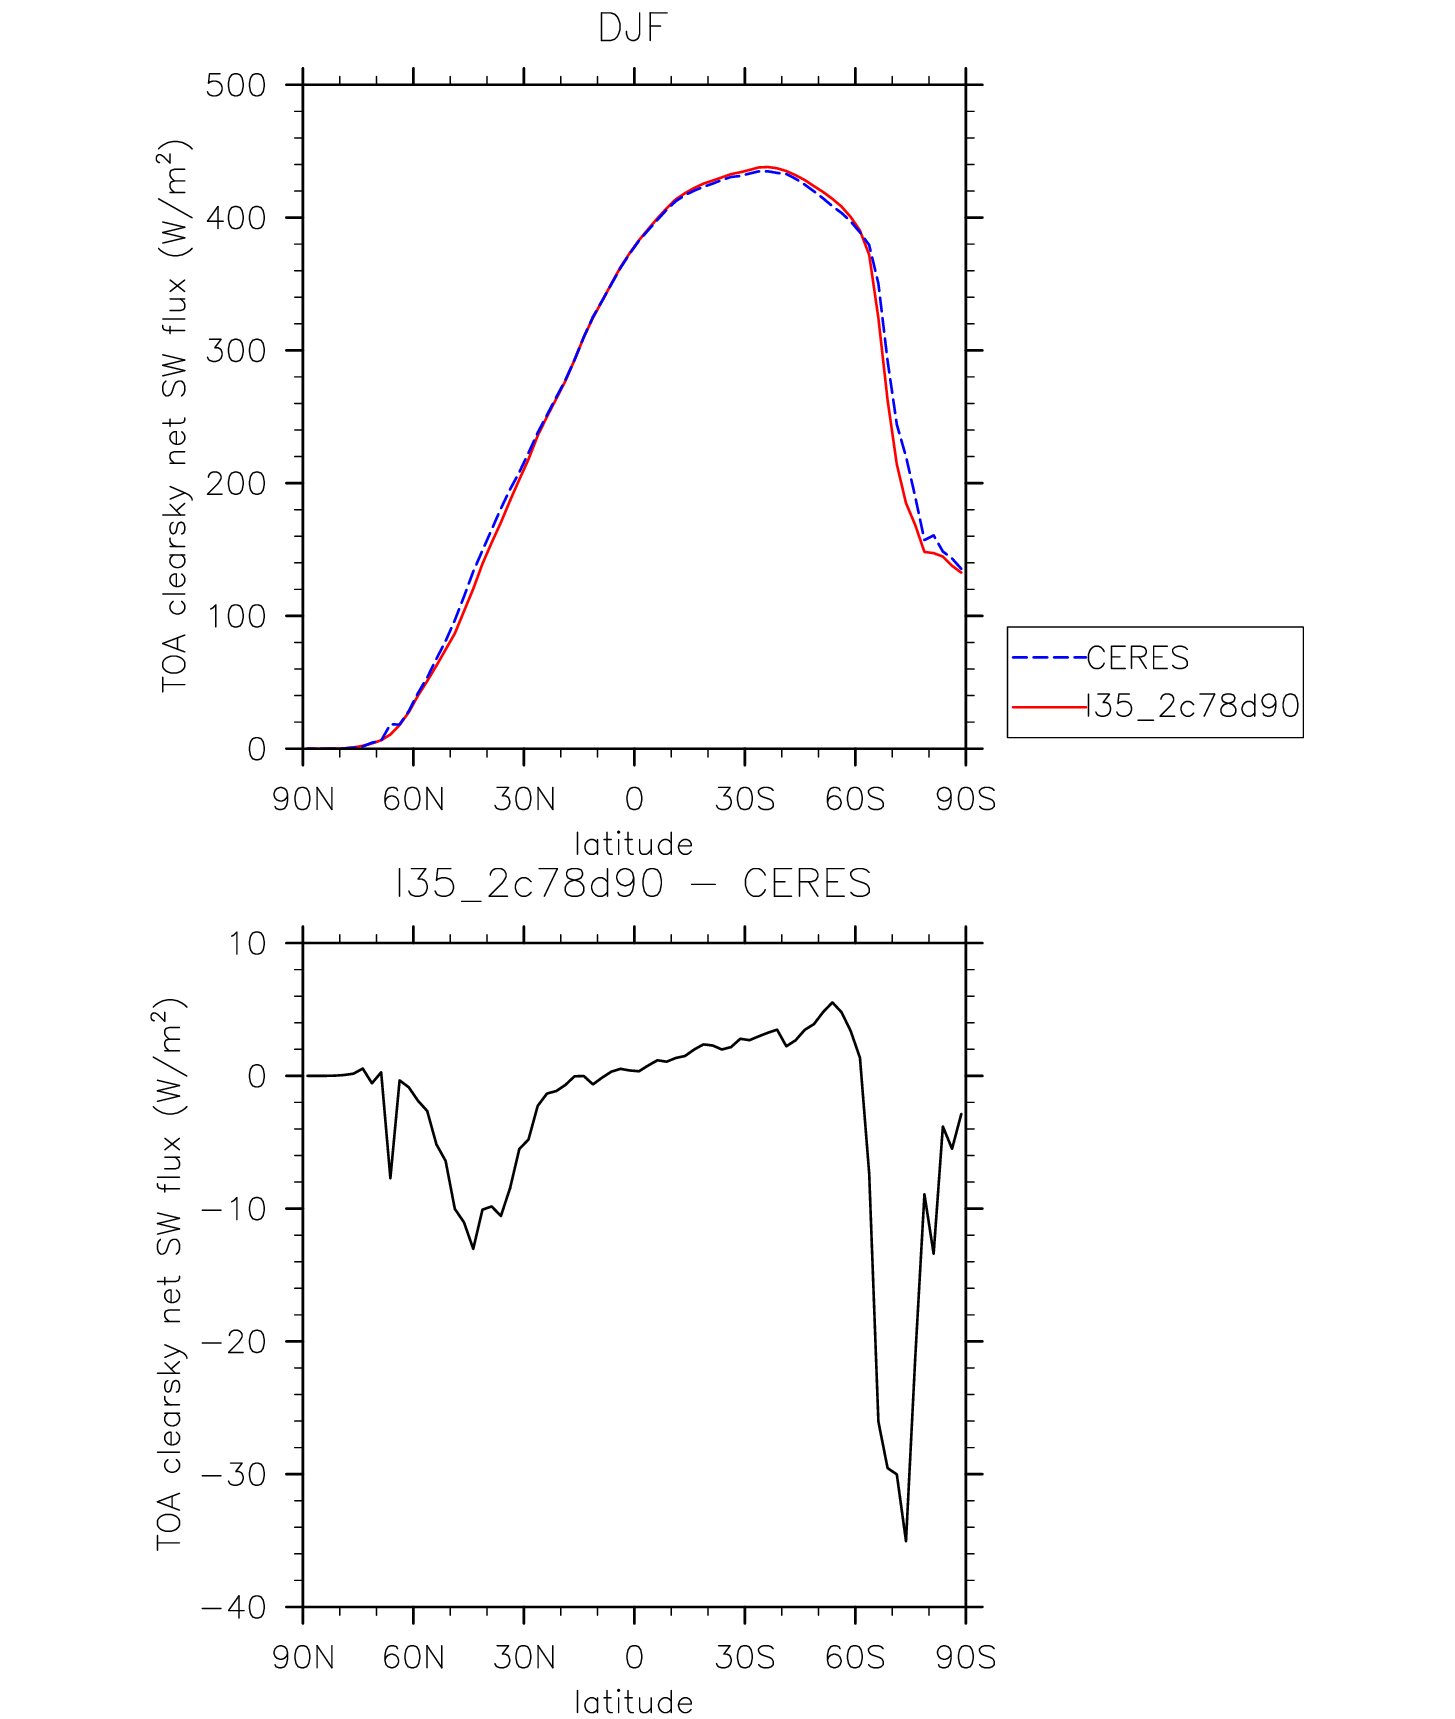 DJF
TOA clearsky net SW flux (W/m²)
500
400
300
200
100
0
90N 60N 30N 0 30S 60S 90S
latitude
CERES
I35_2c78d90
I35_2c78d90 − CERES
TOA clearsky net SW flux (W/m²)
10
0
−10
−20
−30
−40
90N 60N 30N 0 30S 60S 90S
latitude